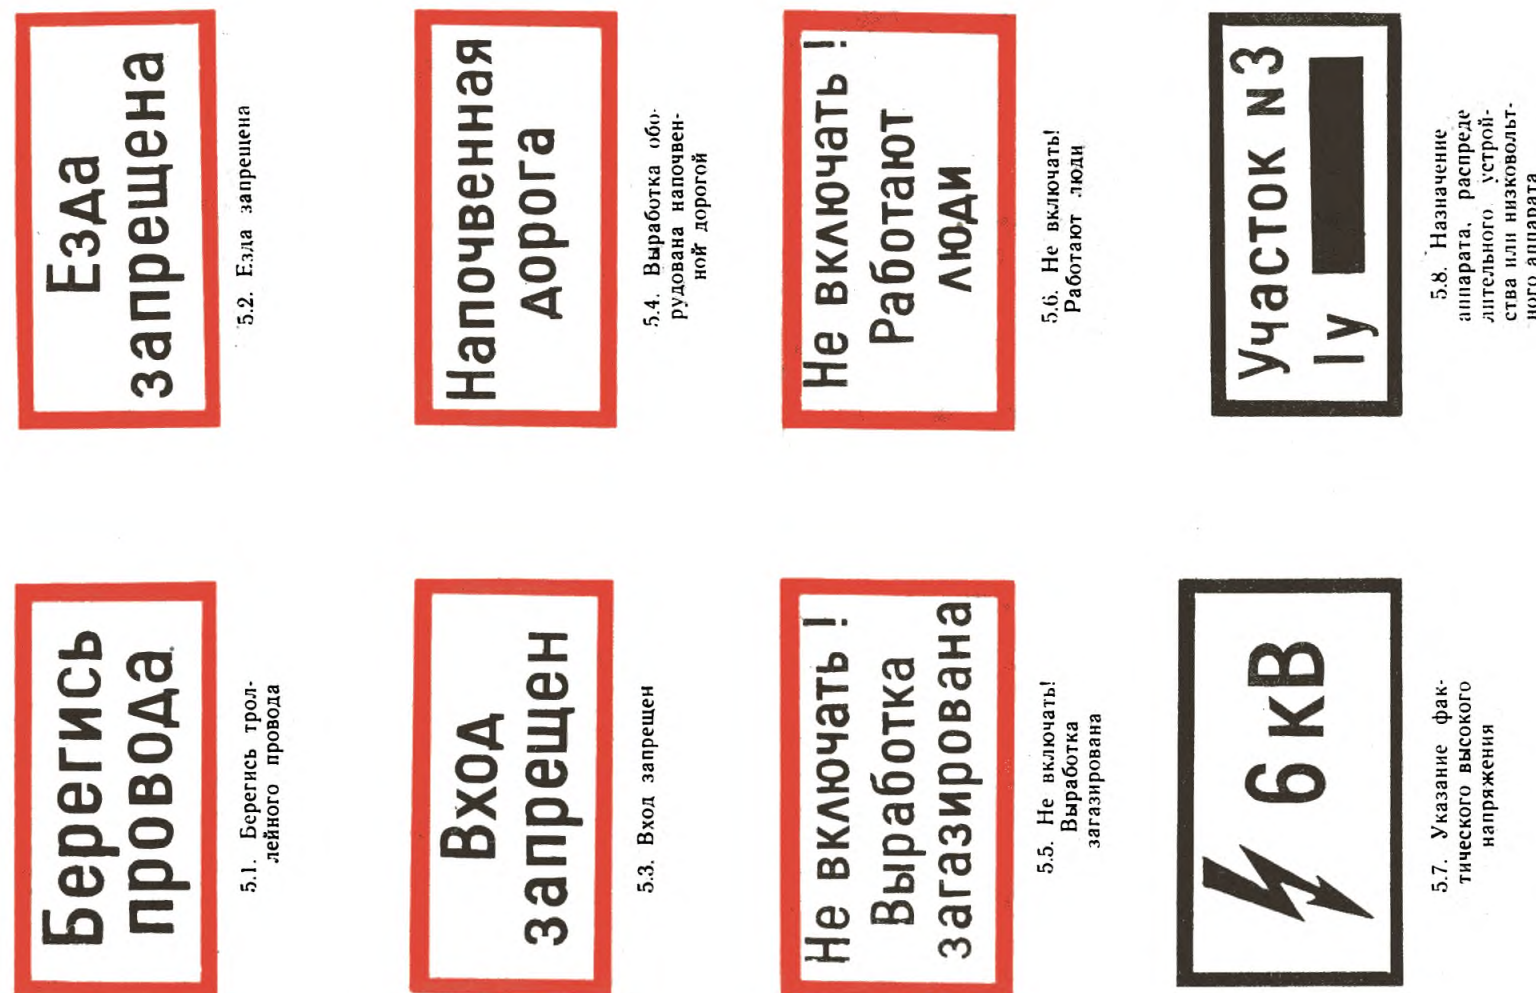 Берегись
провода
5.1. Берегись трол-
лейного провода
Езда
запрещена
5.2. Езда запрещена
Вход
запрещен
5.3. Вход запрещен
Напочвенная
дорога
5.4. Выработка обо-
рудована напочвен-
ной дорогой
Не включать!
Выработка
загазирована
5.5. Не включать!
Выработка
загазирована
Не включать!
Работают
люди
5.6. Не включать!
Работают люди
6 кВ
5.7. Указание фак-
тического высокого
напряжения
Участок N3
Iу
5.8. Назначение
аппарата, распреде
лительного устрой-
ства или низковольт-
ного аппарата